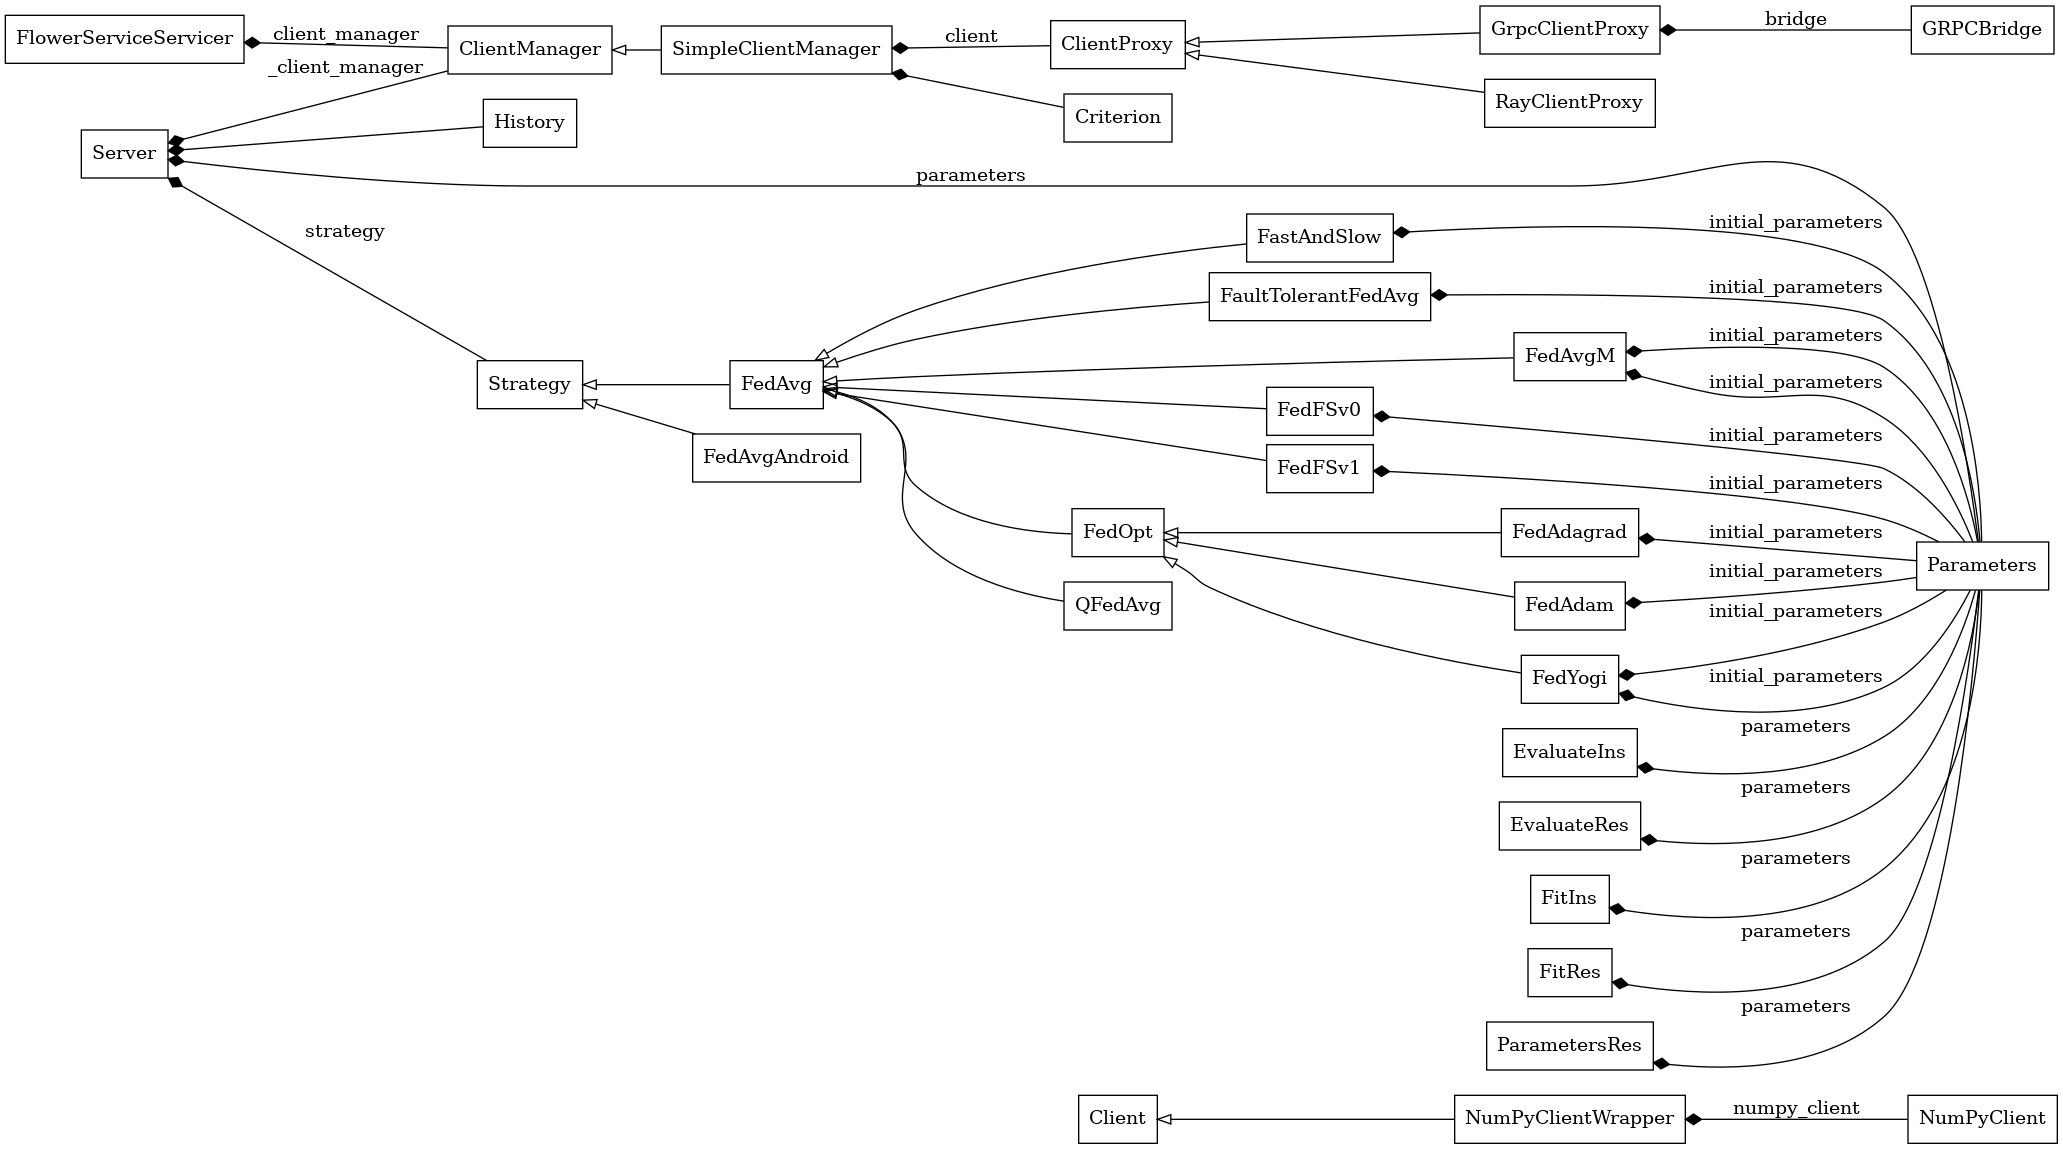 FlowerServiceServicer
client_manager
ClientManager
SimpleClientManager
client
ClientProxy
GrpcClientProxy
bridge
GRPCBridge
_client_manager
RayClientProxy
Criterion
History
Server
parameters
strategy
FastAndSlow
initial_parameters
FaultTolerantFedAvg
initial_parameters
FedAvgM
initial_parameters
initial_parameters
Strategy
FedAvg
FedFSv0
initial_parameters
FedAvgAndroid
FedFSv1
initial_parameters
FedOpt
FedAdagrad
initial_parameters
Parameters
initial_parameters
QFedAvg
FedAdam
initial_parameters
FedYogi
initial_parameters
parameters
EvaluateIns
parameters
EvaluateRes
parameters
FitIns
parameters
FitRes
parameters
ParametersRes
Client
NumPyClientWrapper
numpy_client
NumPyClient